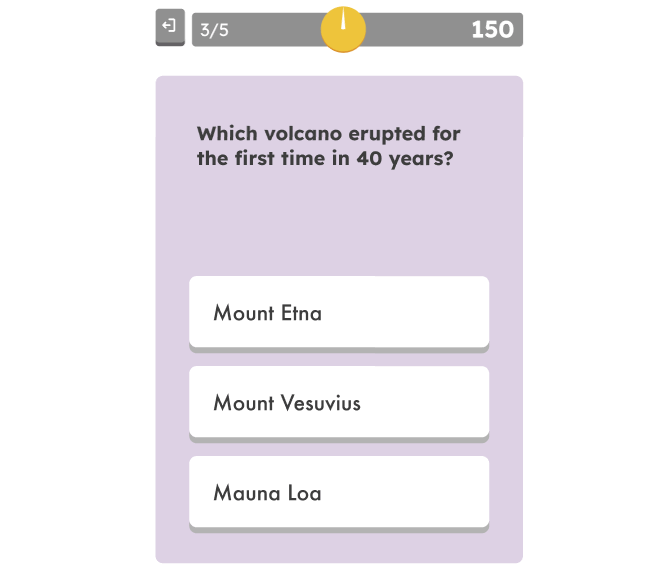 3/5
150
Which volcano erupted for
the first time in 40 years?
Mount Etna
Mount Vesuvius
Mauna Loa